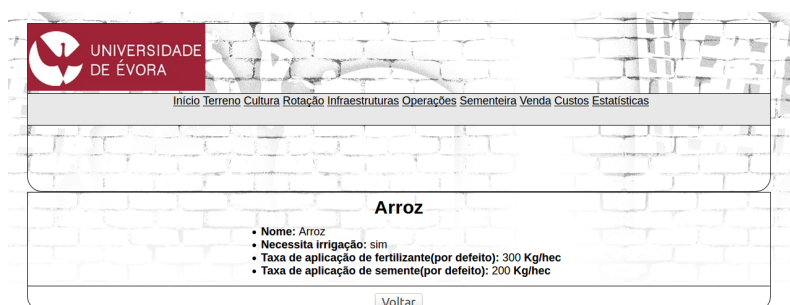 UNIVERSIDADE
DE ÉVORA
Início Terreno Cultura Rotação Infraestruturas Operações Sementeira Venda Custos Estatísticas
Arroz
• Nome: Arroz
• Necessita irrigação: sim
• Taxa de aplicação de fertilizante(por defeito): 300 Kg/hec
• Taxa de aplicação de semente(por defeito): 200 Kg/hec
Voltar